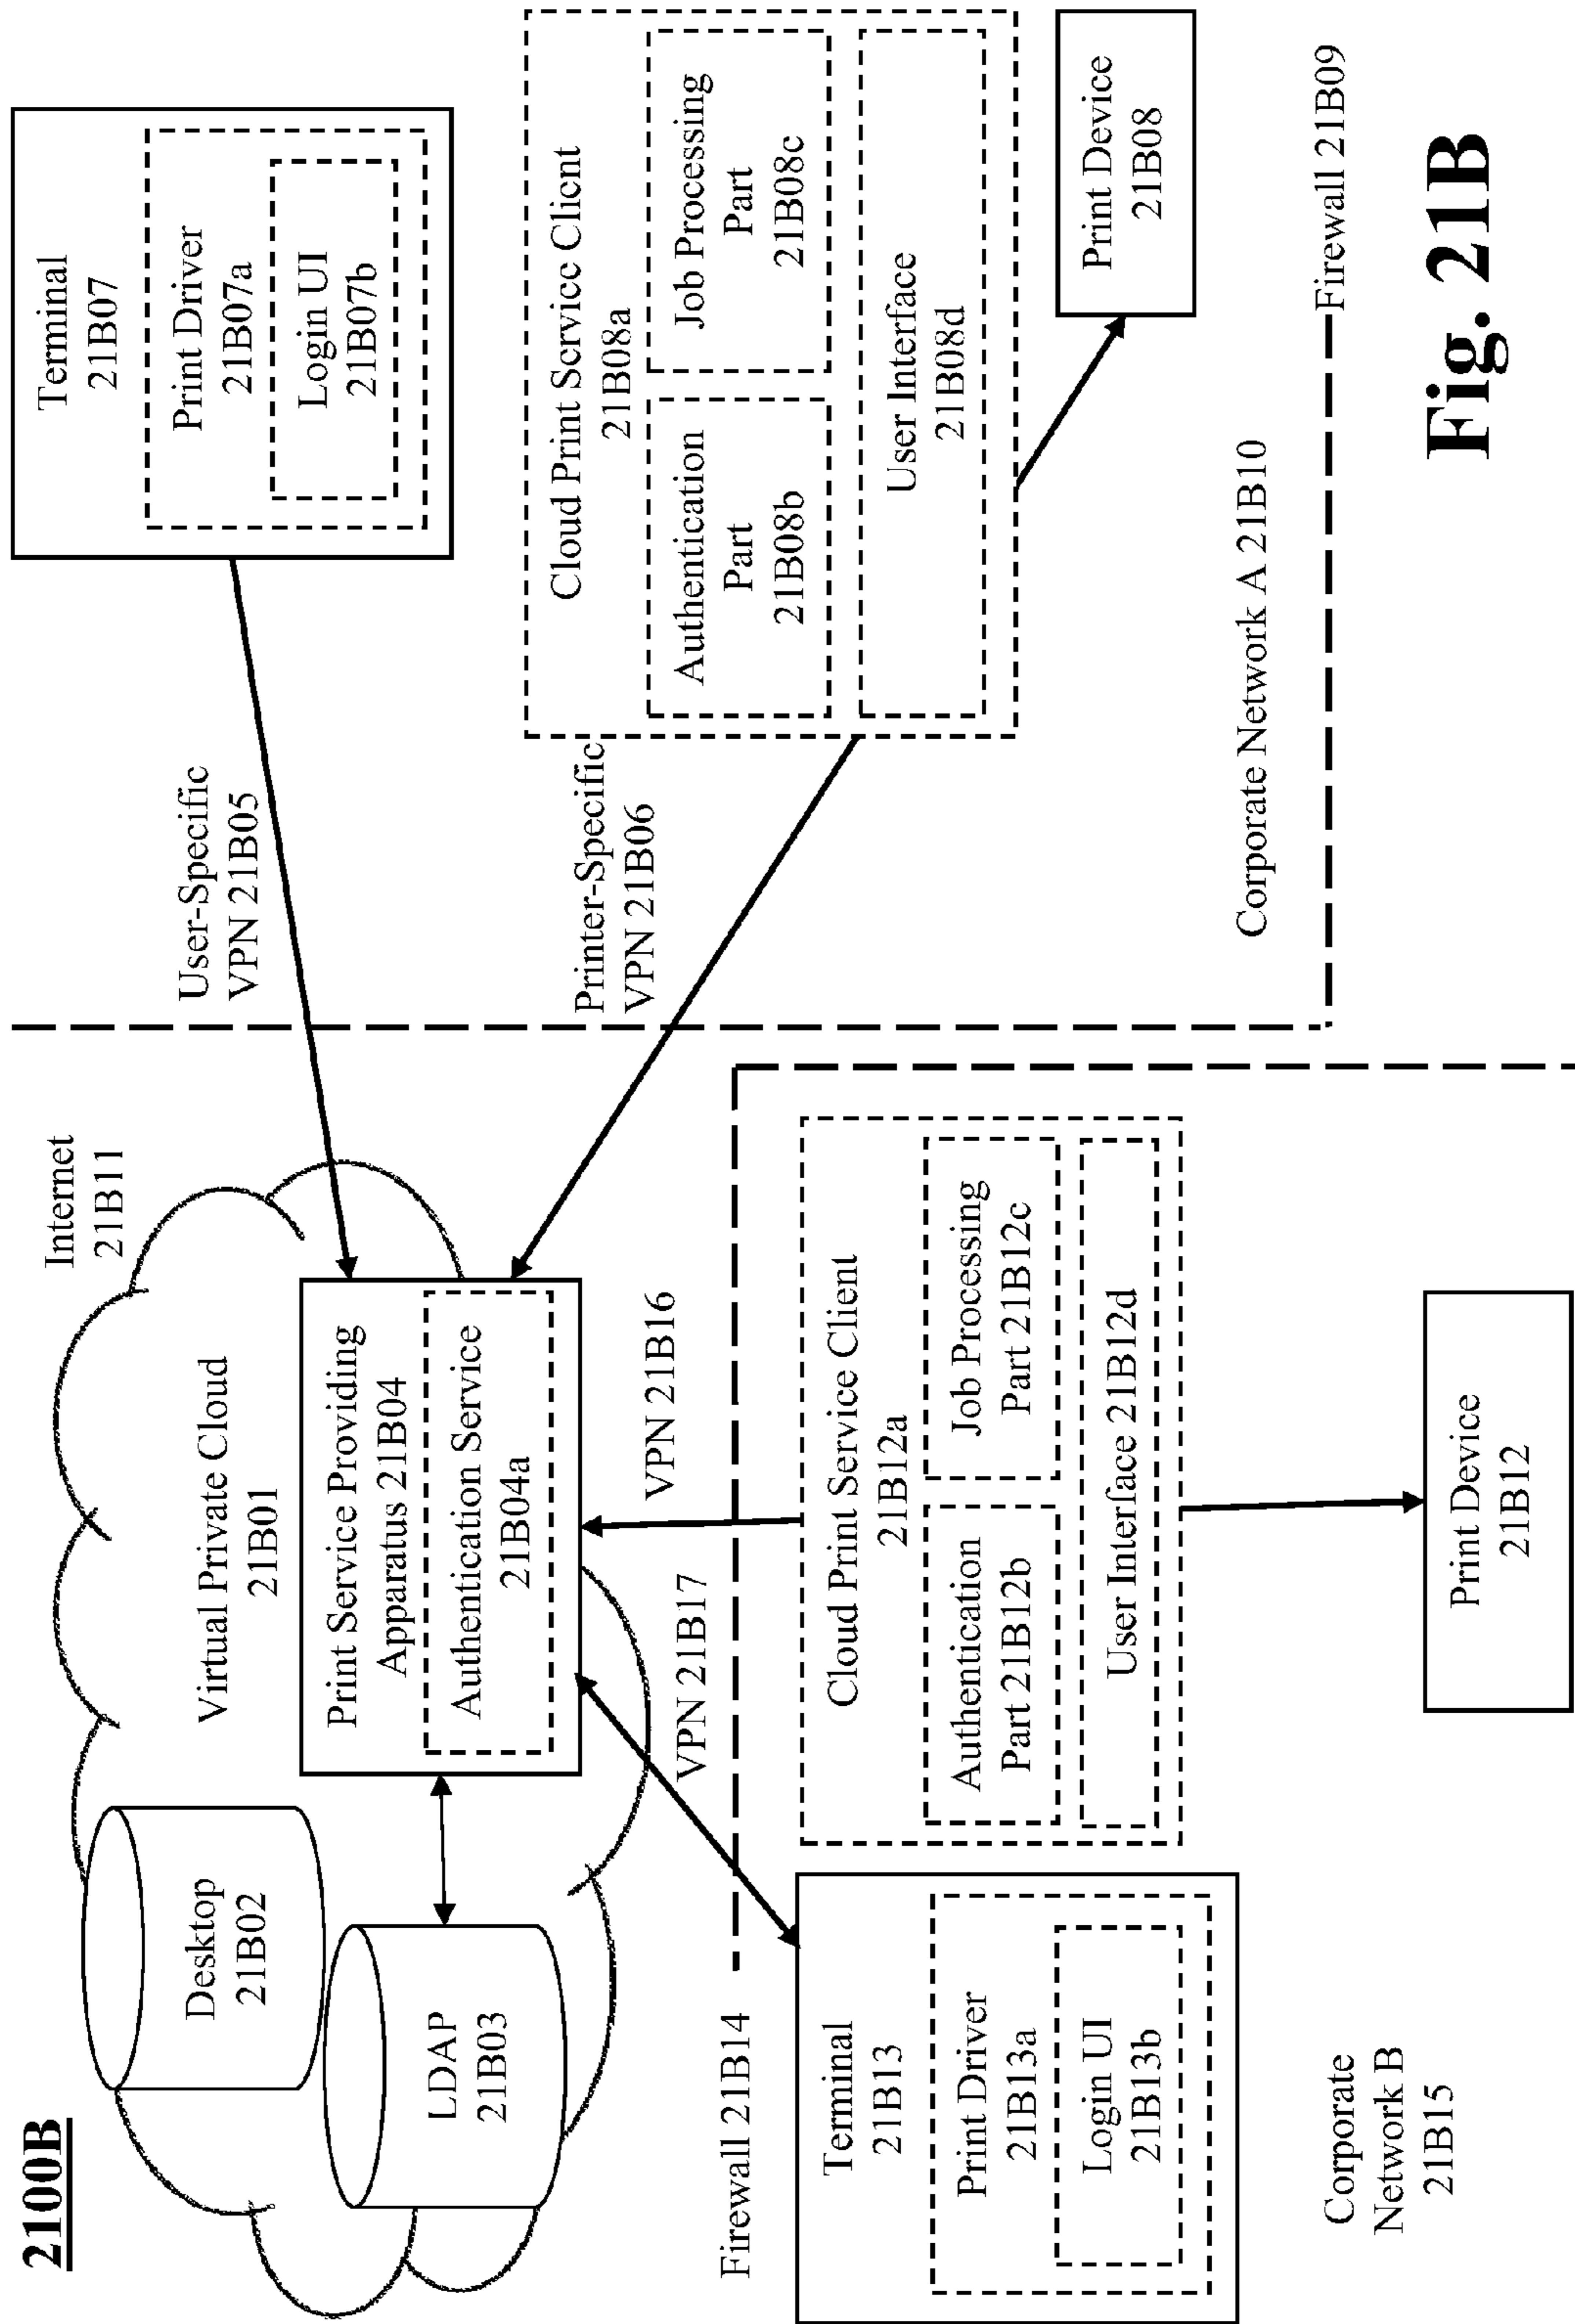 2100B
Internet
21B11
Virtual Private Cloud
21B01
Desktop
21B02
LDAP
21B03
Print Service Providing
Apparatus 21B04
Authentication Service
21B04a
User-Specific
VPN 21B05
Printer-Specific
VPN 21B06
Terminal
21B07
Print Driver
21B07a
Login UI
21B07b
Cloud Print Service Client
21B08a
Authentication
Part
21B08b
Job Processing
Part
21B08c
User Interface
21B08d
Print Device
21B08
Firewall 21B09
Corporate Network A 21B10
VPN 21B16
VPN 21B17
Firewall 21B14
Terminal
21B13
Print Driver
21B13a
Login UI
21B13b
Cloud Print Service Client
21B12a
Authentication
Part 21B12b
Job Processing
Part 21B12c
User Interface 21B12d
Print Device
21B12
Corporate
Network B
21B15
Fig. 21B